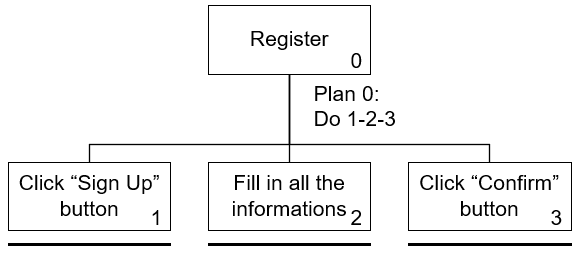 Register
0
Plan 0:
Do 1-2-3
Click “Sign Up”
button 1
Fill in all the
informations 2
Click “Confirm”
button 3